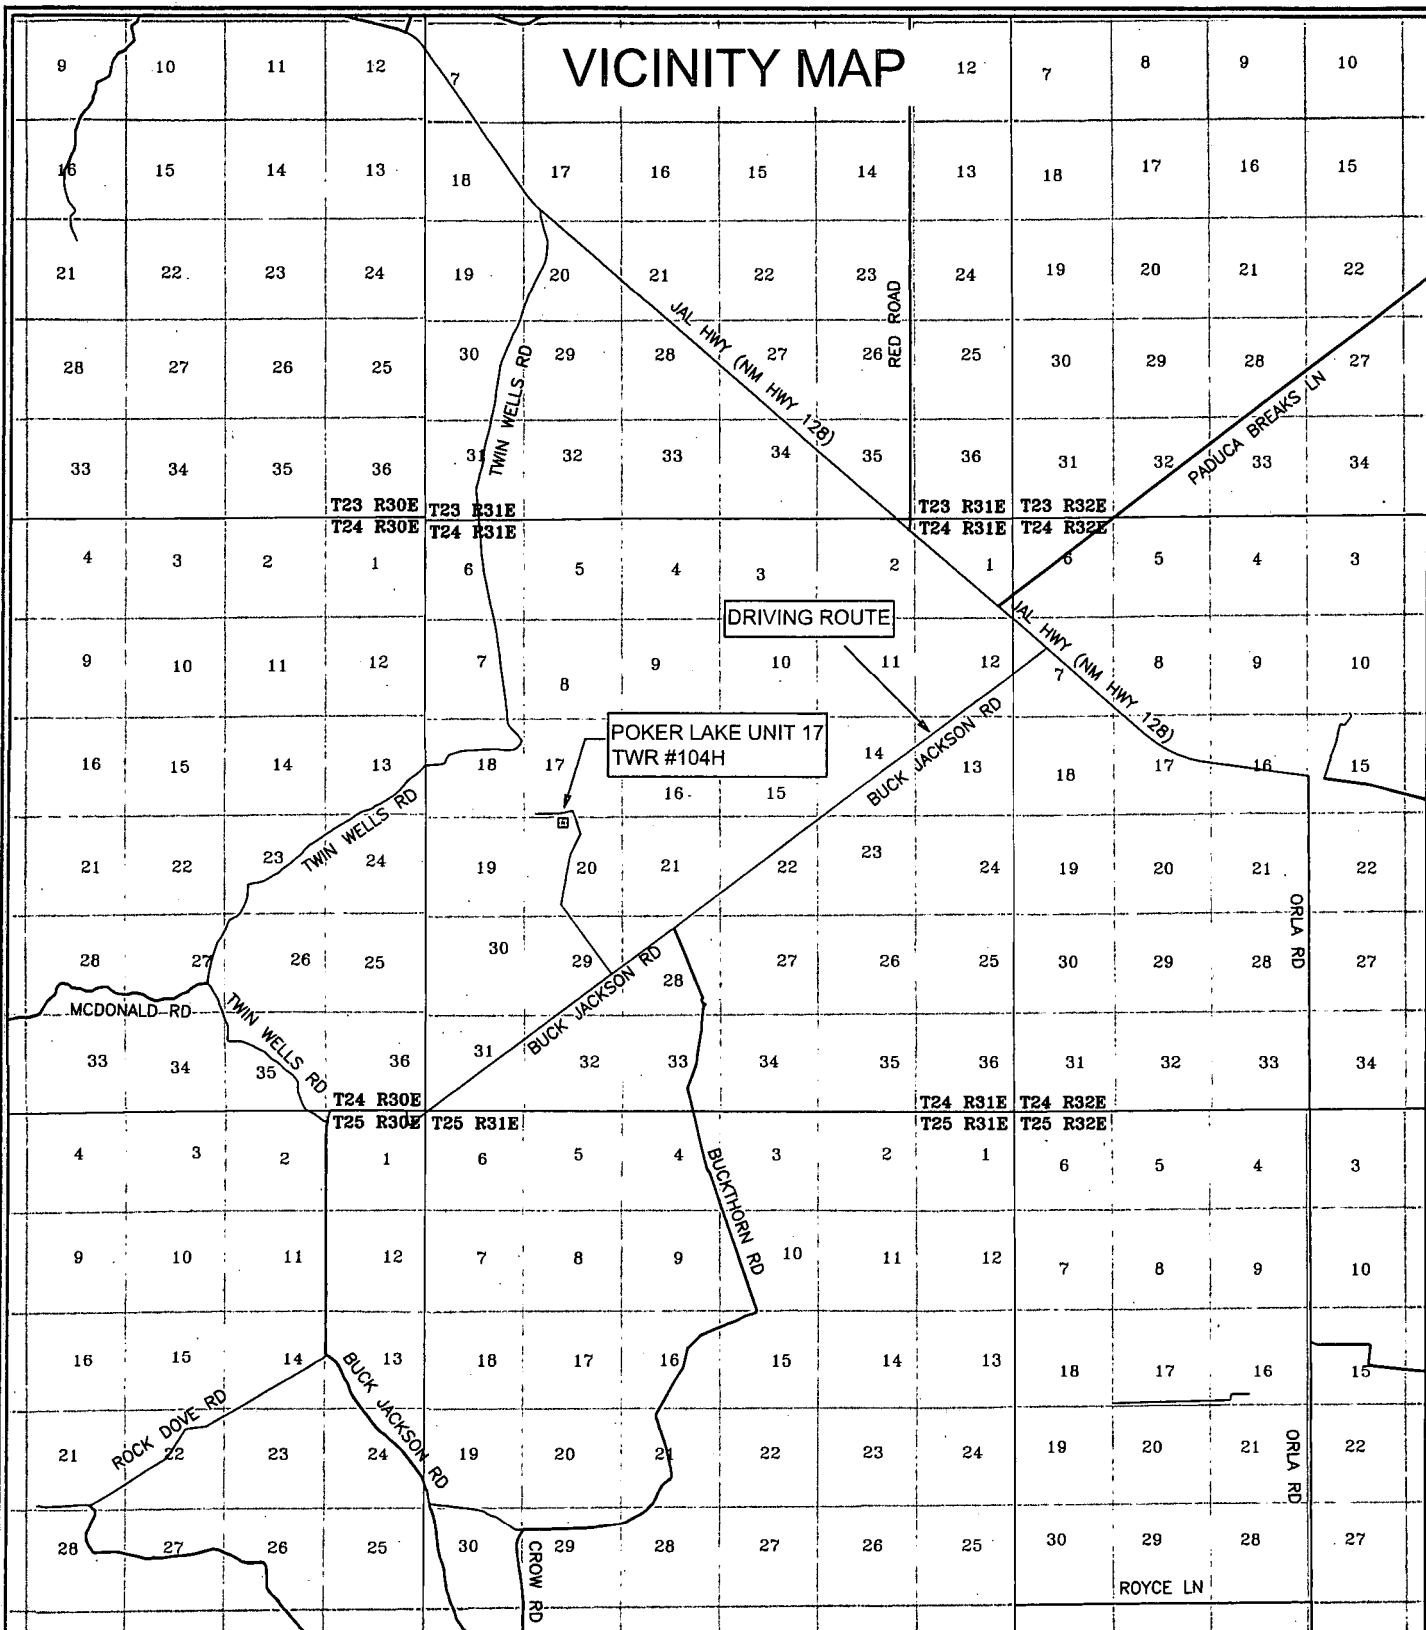 VICINITY MAP
9 10 11 12 7 12 7 8 9 10
16 15 14 13 18 17 16 15 14 13 18 17 16 15
21 22 23 24 19 20 21 22 23 24 19 20 21 22
RED ROAD
JAL HWY (NM HWY 128)
28 27 26 25 30 29 28 27 26 25 30 29 28 27
TWIN WELLS RD
PADUCA BREAKS LN
33 34 35 36 31 32 33 34 35 36 31 32 33 34
T23 R30E T23 R31E T23 R31E T23 R32E
T24 R30E T24 R31E T24 R31E T24 R32E
4 3 2 1 6 5 4 3 2 1 6 5 4 3
DRIVING ROUTE
JAL HWY (NM HWY 128)
9 10 11 12 7 8 9 10 11 12 7 8 9 10
POKER LAKE UNIT 17
TWR #104H
BUCK JACKSON RD
16 15 14 13 18 17 16 15 14 13 18 17 16 15
TWIN WELLS RD
21 22 23 24 19 20 21 22 23 24 19 20 21 22
ORLA RD
28 27 26 25 30 29 28 27 26 25 30 29 28 27
MCDONALD RD
TWIN WELLS RD
BUCK JACKSON RD
33 34 35 36 31 32 33 34 35 36 31 32 33 34
T24 R30E T24 R31E T24 R32E
T25 R30E T25 R31E T25 R31E T25 R32E
4 3 2 1 6 5 4 3 2 1 6 5 4 3
BUCKTHORN RD
9 10 11 12 7 8 9 10 11 12 7 8 9 10
16 15 14 13 18 17 16 15 14 13 18 17 16 15
BUCK JACKSON RD
ROCK DOVE RD
21 22 23 24 19 20 21 22 23 24 19 20 21 22
ORLA RD
28 27 26 25 30 29 28 27 26 25 30 29 28 27
CROW RD
ROYCE LN